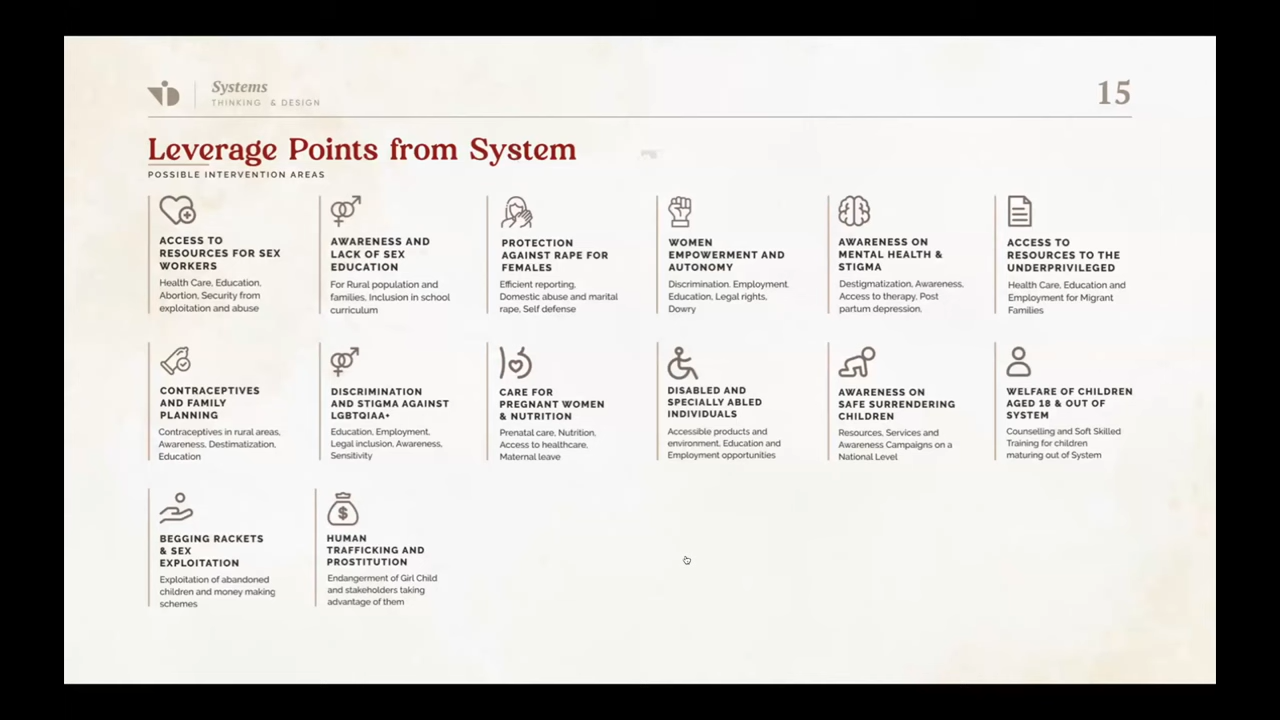 Systems
THINKING & DESIGN
15
Leverage Points from System
POSSIBLE INTERVENTION AREAS
ACCESS TO
RESOURCES FOR SEX
WORKERS
Health Care, Education,
Abortion, Security from
exploitation and abuse
AWARENESS AND
LACK OF SEX
EDUCATION
For Rural population and
families, Inclusion in school
curriculum
PROTECTION
AGAINST RAPE FOR
FEMALES
Efficient reporting,
Domestic abuse and marital
rape, Self defense
WOMEN
EMPOWERMENT AND
AUTONOMY
Discrimination, Employment,
Education, Legal rights,
Dowry
AWARENESS ON
MENTAL HEALTH &
STIGMA
Destigmatization, Awareness,
Access to therapy, Post
partum depression,
ACCESS TO
RESOURCES TO THE
UNDERPRIVILEGED
Health Care, Education and
Employment for Migrant
Families
CONTRACEPTIVES
AND FAMILY
PLANNING
Contraceptives in rural areas,
Awareness, Destimatization,
Education
DISCRIMINATION
AND STIGMA AGAINST
LGBTQIAA+
Education, Employment,
Legal inclusion, Awareness,
Sensitivity
CARE FOR
PREGNANT WOMEN
& NUTRITION
Prenatal care, Nutrition,
Access to healthcare,
Maternal leave
DISABLED AND
SPECIALLY ABLED
INDIVIDUALS
Accessible products and
environment, Education and
Employment opportunities
AWARENESS ON
SAFE SURRENDERING
CHILDREN
Resources, Services and
Awareness Campaigns on a
National Level
WELFARE OF CHILDREN
AGED 18 & OUT OF
SYSTEM
Counselling and Soft Skilled
Training for children
maturing out of System
BEGGING RACKETS
& SEX
EXPLOITATION
Exploitation of abandoned
children and money making
schemes
$
HUMAN
TRAFFICKING AND
PROSTITUTION
Endangerment of Girl Child
and stakeholders taking
advantage of them